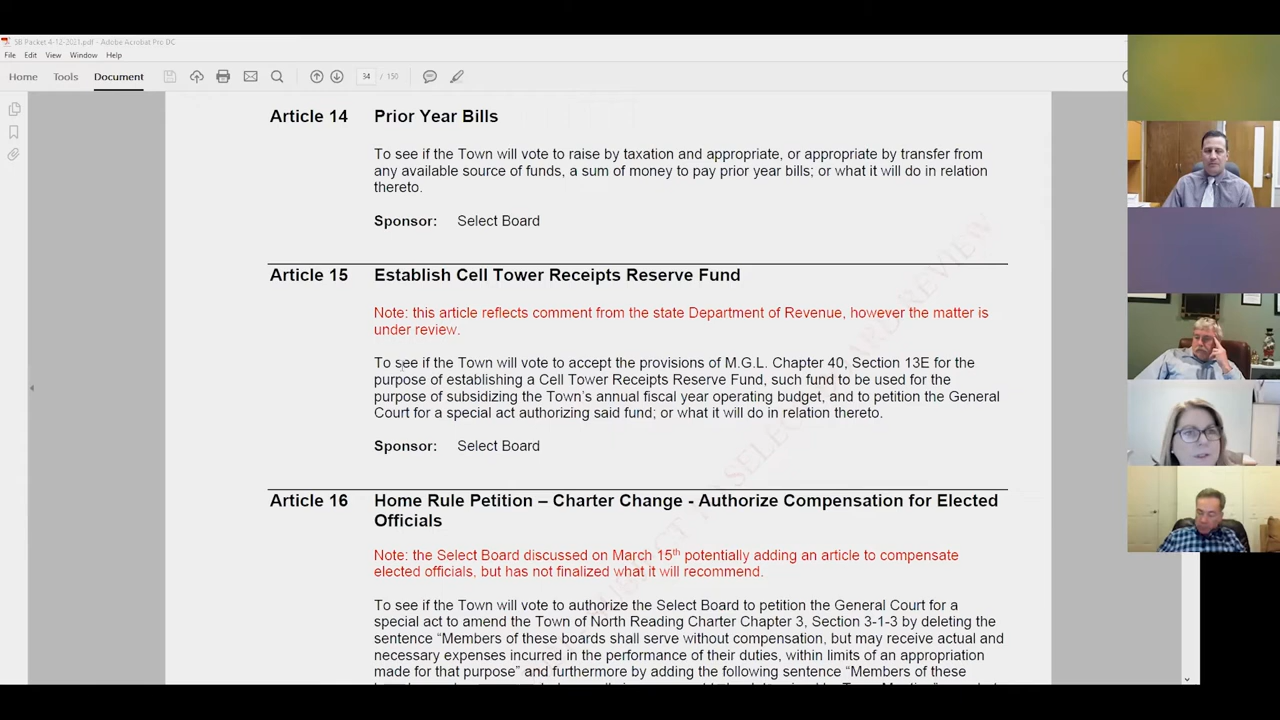 SB Packet 4-12-2021.pdf - Adobe Acrobat Pro DC
File Edit View Window Help
Home Tools Document 34 / 150
Article 14 Prior Year Bills
To see if the Town will vote to raise by taxation and appropriate, or appropriate by transfer from
any available source of funds, a sum of money to pay prior year bills; or what it will do in relation
thereto.
Sponsor: Select Board
Article 15 Establish Cell Tower Receipts Reserve Fund
Note: this article reflects comment from the state Department of Revenue, however the matter is
under review.
To see if the Town will vote to accept the provisions of M.G.L. Chapter 40, Section 13E for the
purpose of establishing a Cell Tower Receipts Reserve Fund, such fund to be used for the
purpose of subsidizing the Town's annual fiscal year operating budget, and to petition the General
Court for a special act authorizing said fund; or what it will do in relation thereto.
Sponsor: Select Board
Article 16 Home Rule Petition – Charter Change - Authorize Compensation for Elected
Officials
Note: the Select Board discussed on March 15th potentially adding an article to compensate
elected officials, but has not finalized what it will recommend.
To see if the Town will vote to authorize the Select Board to petition the General Court for a
special act to amend the Town of North Reading Charter Chapter 3, Section 3-1-3 by deleting the
sentence “Members of these boards shall serve without compensation, but may receive actual and
necessary expenses incurred in the performance of their duties, within limits of an appropriation
made for that purpose” and furthermore by adding the following sentence “Members of these